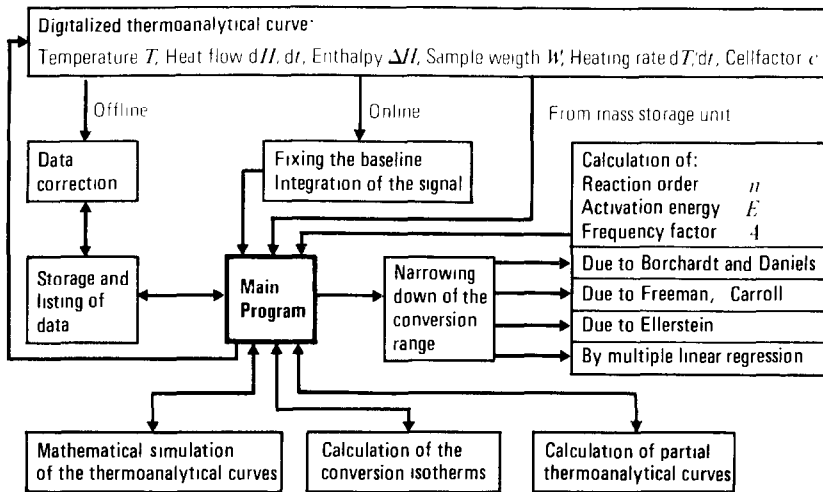 Digitalized thermoanalytical curve:
Temperature T, Heat flow dH, dt, Enthalpy ΔH, Sample weigth W, Heating rate dT/dt, Cellfactor c
Offline
Online
From mass storage unit
Data
correction
Fixing the baseline
Integration of the signal
Calculation of:
Reaction order n
Activation energy E
Frequency factor A
Storage and
listing of
data
Main
Program
Narrowing
down of the
conversion
range
Due to Borchardt and Daniels
Due to Freeman, Carroll
Due to Ellerstein
By multiple linear regression
Mathematical simulation
of the thermoanalytical curves
Calculation of the
conversion isotherms
Calculation of partial
thermoanalytical curves